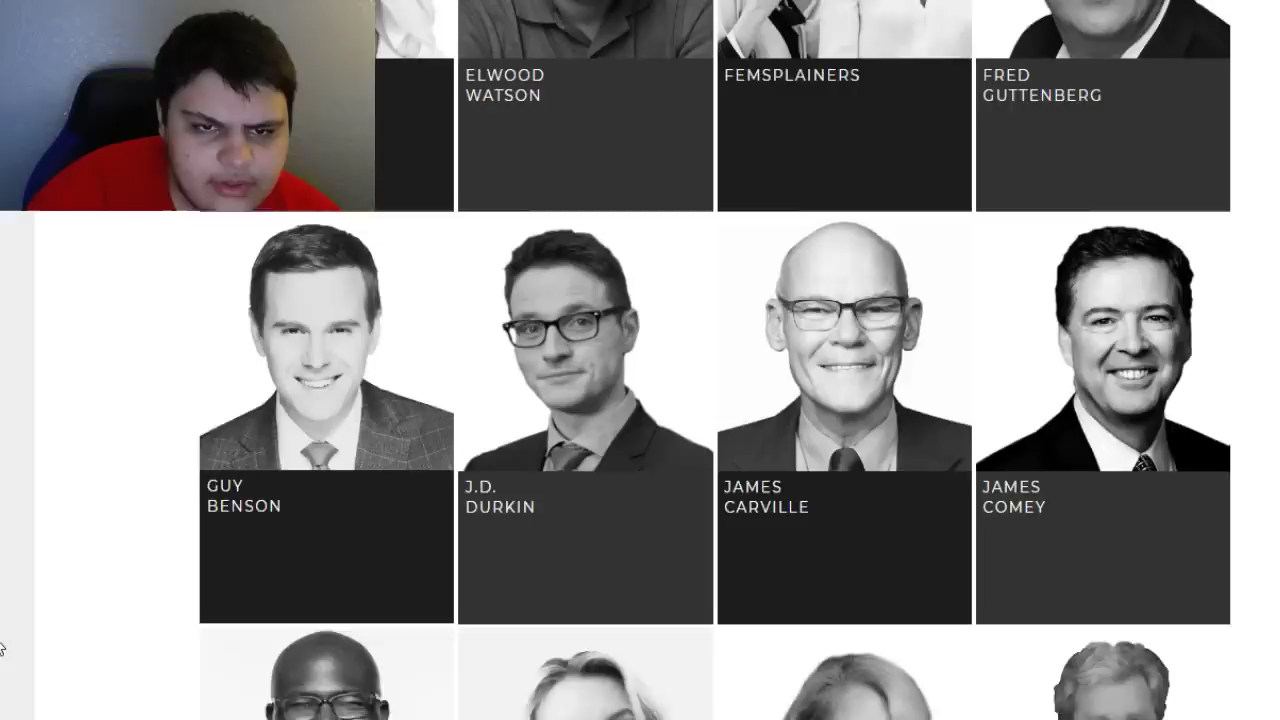 ELWOOD
WATSON
FEMSPLAINERS
FRED
GUTTENBERG
GUY
BENSON
J.D.
DURKIN
JAMES
CARVILLE
JAMES
COMEY